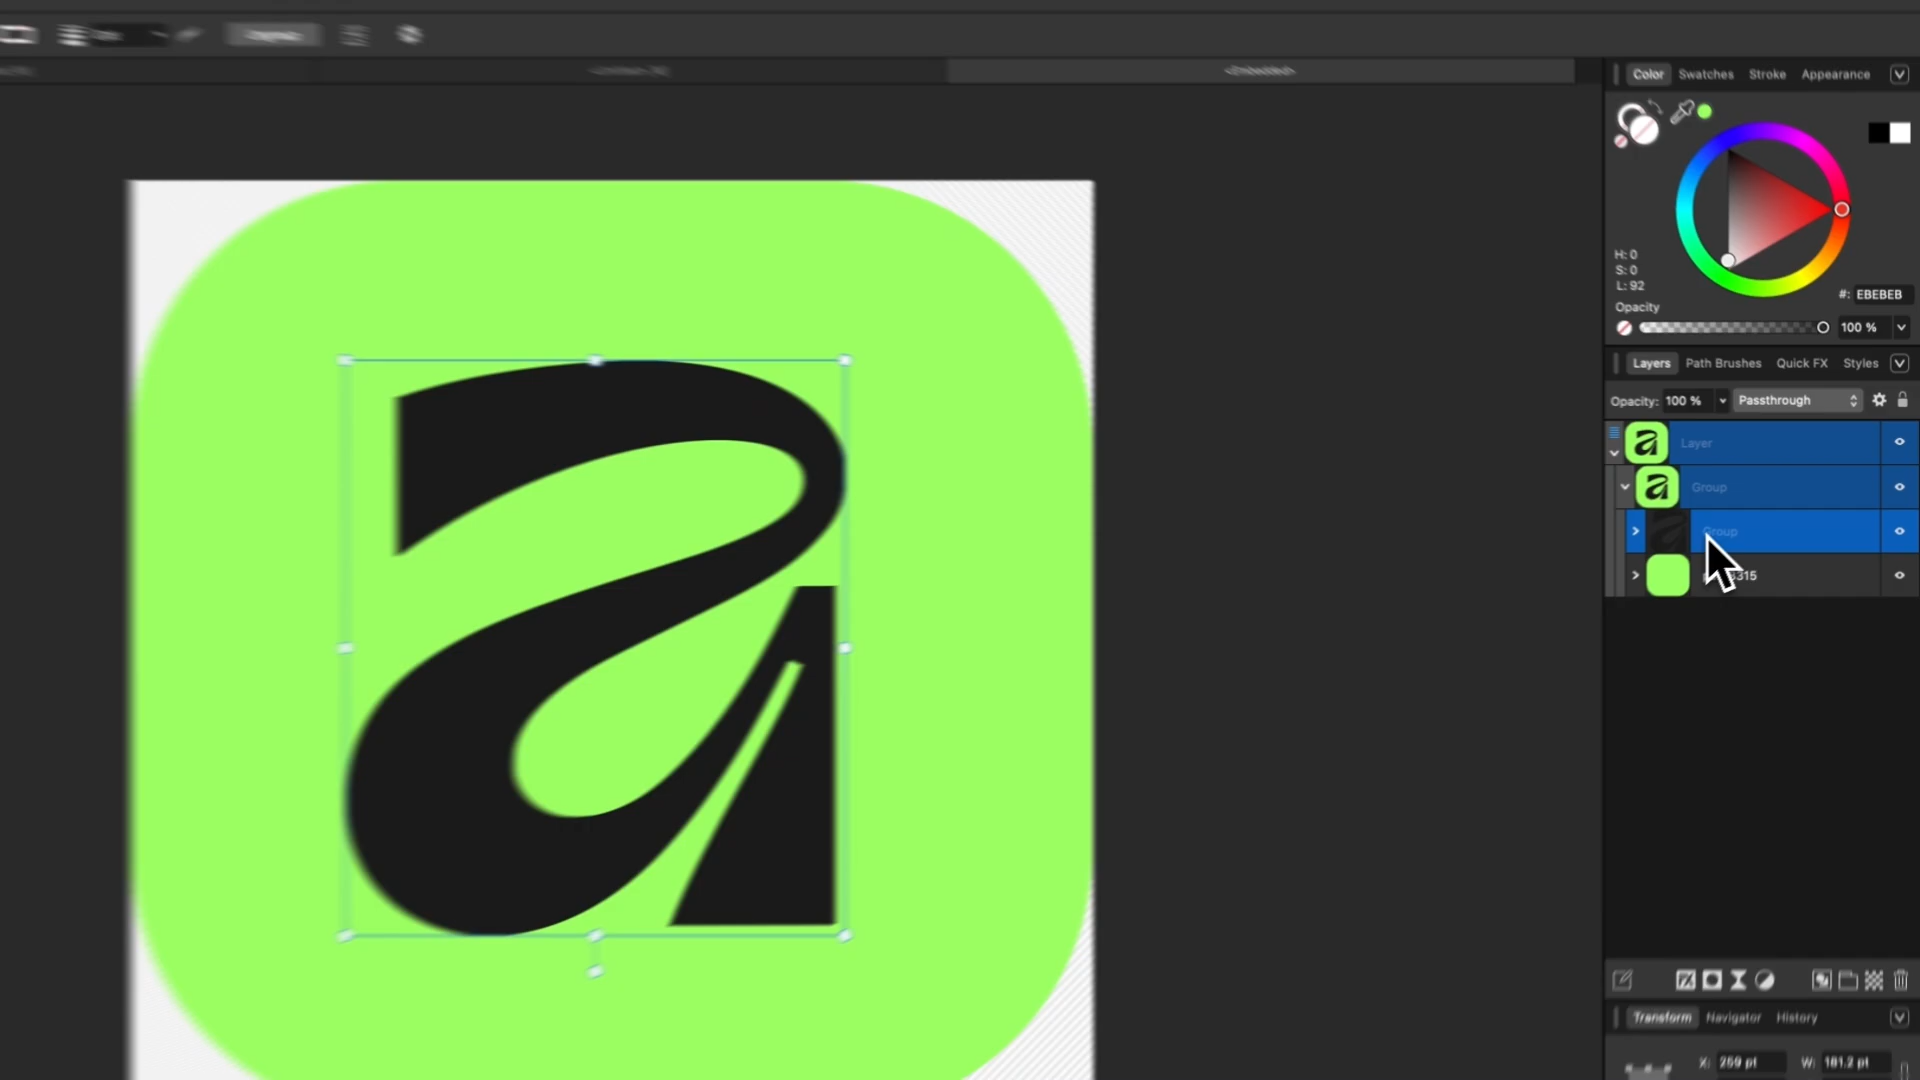 Color Swatches Stroke Appearance
H: 0
S: 0
L: 92
#: EBEBEB
Opacity
100 %
Layers Path Brushes Quick FX Styles
Opacity: 100 % Passthrough
a Layer
a Group
Group
315
Transform Navigator History
X: 259 pt W: 181.2 pt
a